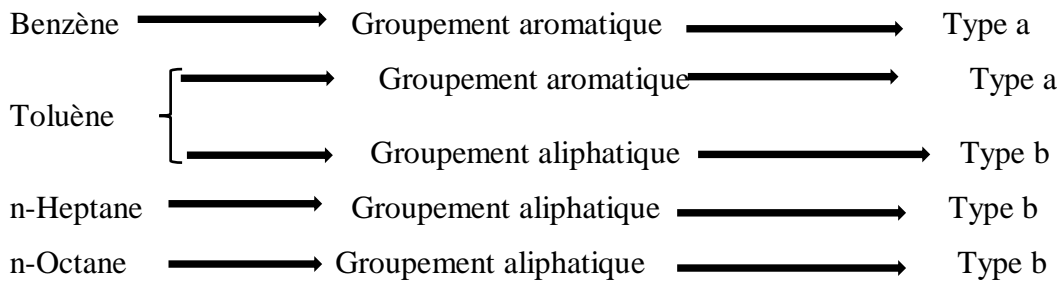 Benzène Groupement aromatique Type a
Groupement aromatique Type a
Toluène
Groupement aliphatique Type b
n-Heptane Groupement aliphatique Type b
n-Octane Groupement aliphatique Type b